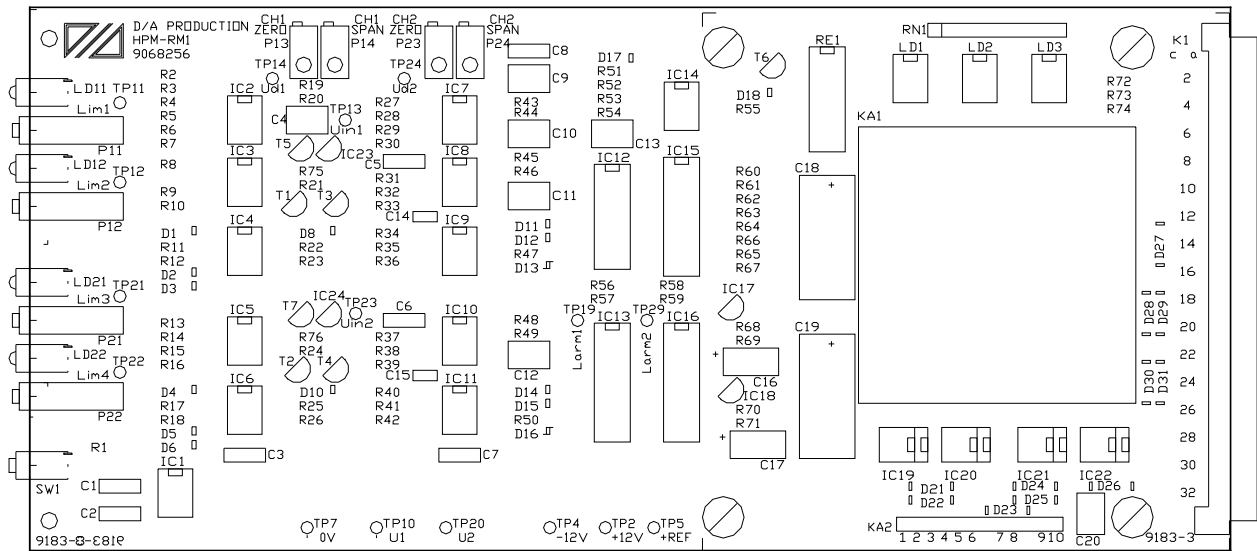 D/A PRODUCTION
HPM-RM1
9068256
CH1 CH1 CH2 CH2
ZERO SPAN ZERO SPAN
P13 P14 P23 P24
TP14
Ud1
TP24
Ud2
C8
C9
R43
R44
C10
R45
R46
C11
D11
D12
R47
D13
R48
R49
C12
D14
D15
R50
D16
LD11 TP11
Lim1
P11
LD12 TP12
Lim2
P12
LD21 TP21
Lim3
P21
LD22 TP22
Lim4
P22
R1
SW1
C1
C2
R2
R3
R4
R5
R6
R7
R8
R9
R10
D1
R11
R12
D2
D3
R13
R14
R15
R16
D4
R17
R18
D5
D6
IC1
IC2
IC3
IC4
IC5
IC6
C3
R19
R20
C4
TP13
Uin1
T5
IC23
R75
R21
T1 T3
D8
R22
R23
T7
IC24
TP23
Uin2
R76
R24
T2 T4
D10
R25
R26
R27
R28
R29
R30
C5
R31
R32
R33
C14
R34
R35
R36
C6
R37
R38
R39
C15
R40
R41
R42
IC7
IC8
IC9
IC10
IC11
C7
D17
R51
R52
R53
R54
C13
IC12
R56
R57
TP19
Larm1
IC13
IC14
IC15
R58
R59
TP29
Larm2
IC16
T6
D18
R55
R60
R61
R62
R63
R64
R66
R65
R67
IC17
R68
R69
+
C16
IC18
R70
R71
+
C17
RE1
C18
+
C19
+
KA1
RN1
LD1 LD2 LD3
R72
R73
R74
K1
c a
2
4
6
8
10
12
14
16
18
20
22
24
26
28
30
32
D27
D28 D29
D30 D31
IC19 IC20 IC21 IC22
D21
D22
D24
D25
D26
D23
C20
KA2
1 2 3 4 5 6 7 8 9 10
TP7
0V
TP10
U1
TP20
U2
TP4
-12V
TP2
+12V
TP5
+REF
9183-3